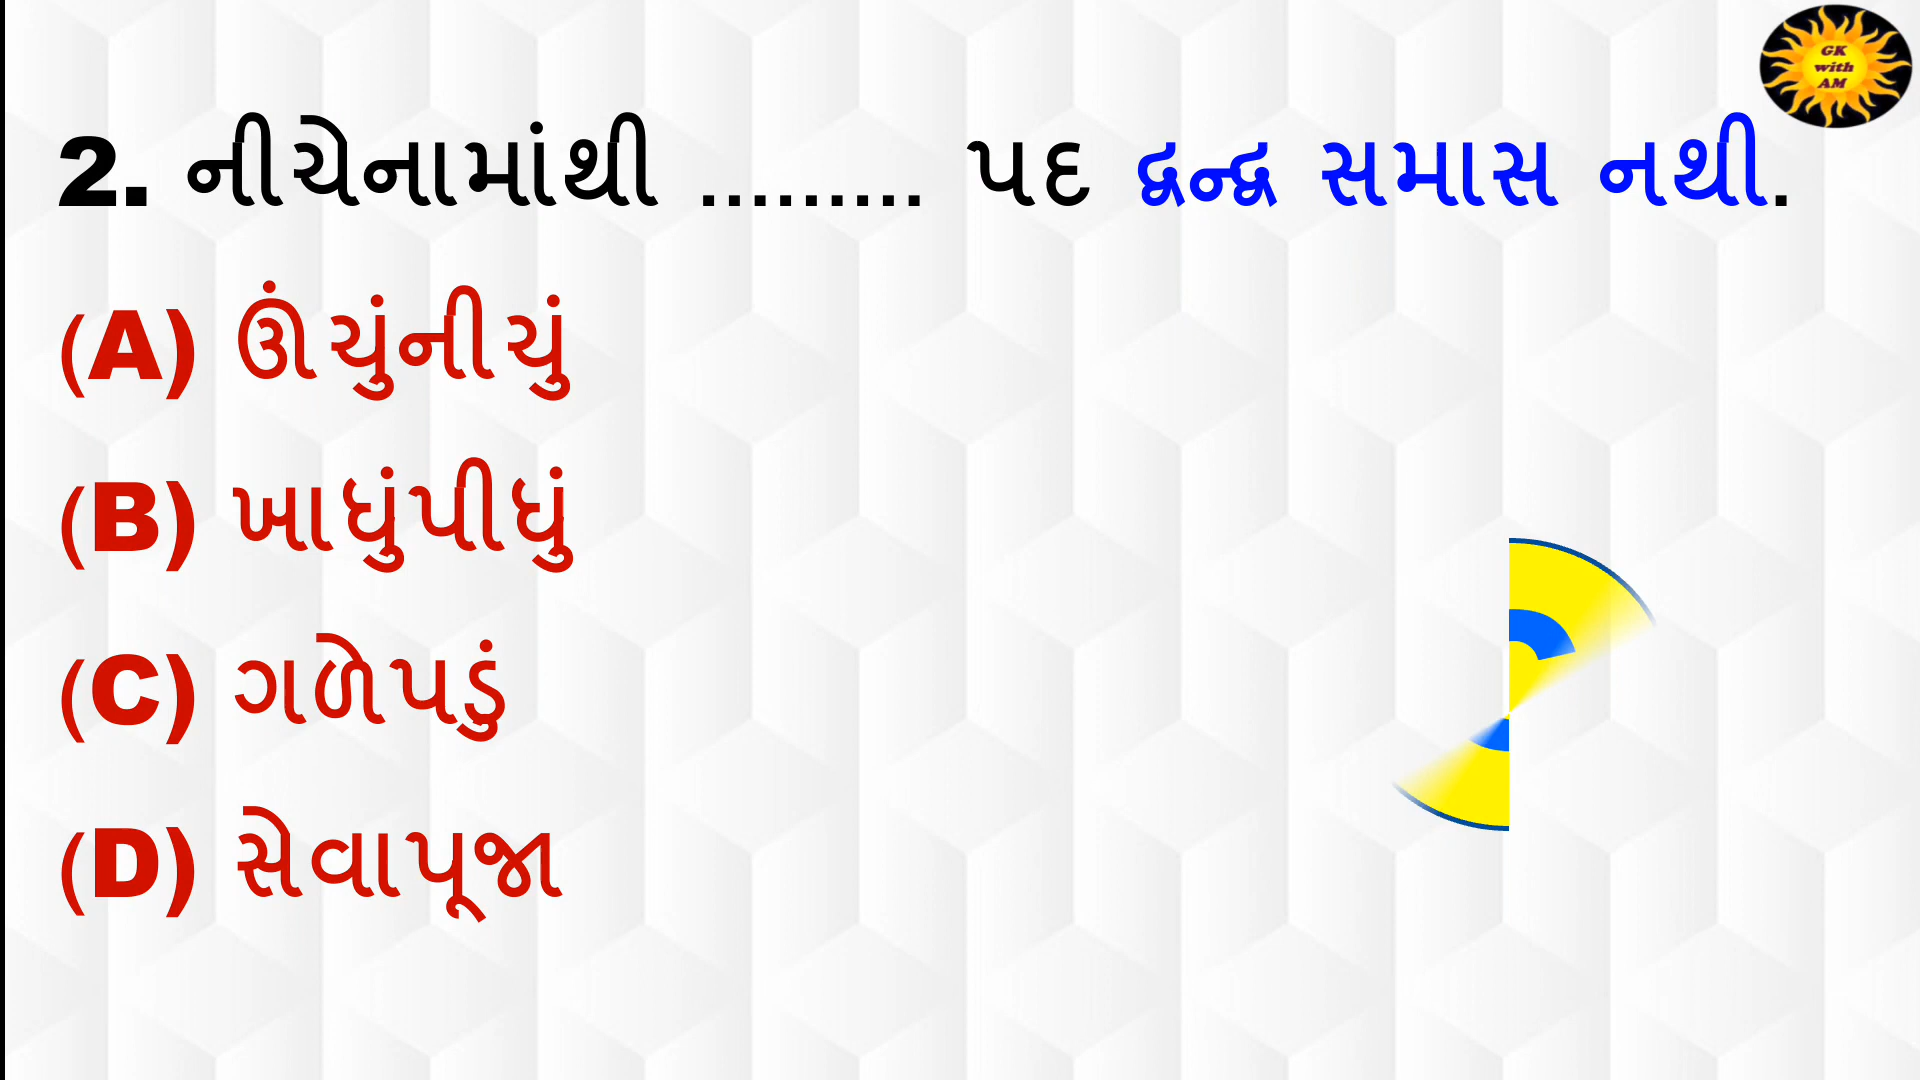 GK
with
AM
2. નીચેનામાંથી ......... પદ દ્વન્દ્વ સમાસ નથી.
(A) ઊંચુંનીચું
(B) ખાધુંપીધું
(C) ગળેપડું
(D) સેવાપૂજા